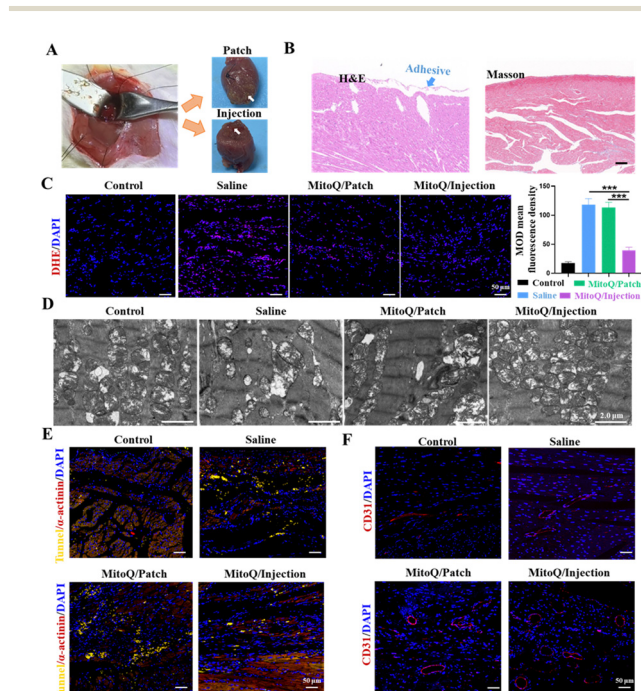 A
Patch
Injection
B
H&E
Adhesive
Masson
C
Control
Saline
MitoQ/Patch
MitoQ/Injection
DHE/DAPI
50 μm
MOD mean
fluorescence density
150
100
50
0
***
***
Control
MitoQ/Patch
Saline
MitoQ/Injection
D
Control
Saline
MitoQ/Patch
MitoQ/Injection
2.0 μm
E
Control
Saline
Tunnel/α-actinin/DAPI
MitoQ/Patch
MitoQ/Injection
unnel/α-actinin/DAPI
50 μm
F
Control
Saline
CD31/DAPI
MitoQ/Patch
MitoQ/Injection
CD31/DAPI
50 μm